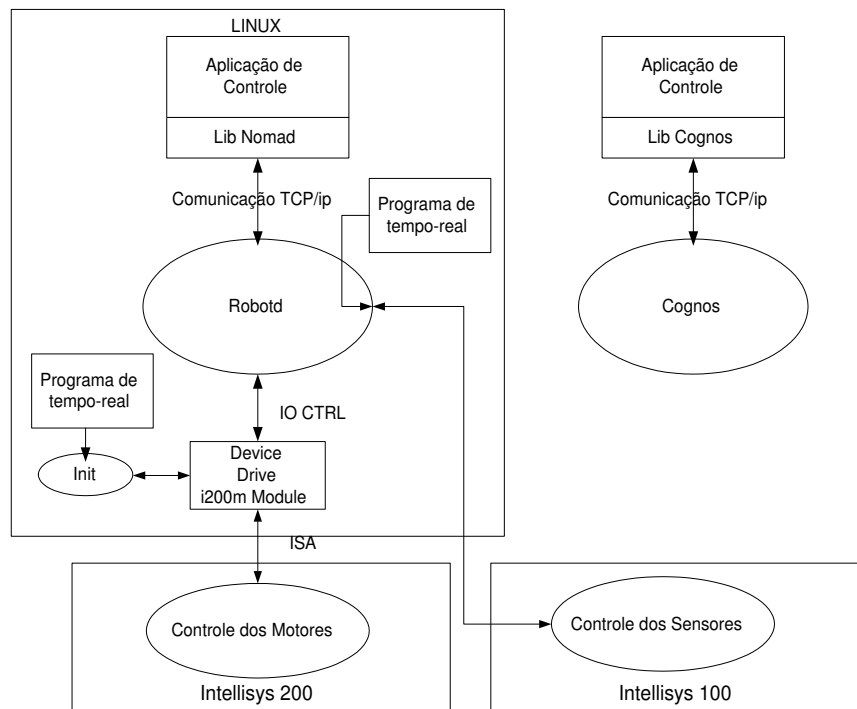 LINUX
Aplicação de
Controle
Lib Nomad
Comunicação TCP/ip
Programa de
tempo-real
Robotd
Programa de
tempo-real
IO CTRL
Init
Device
Drive
i200m Module
ISA
Controle dos Motores
Intellisys 200
Aplicação de
Controle
Lib Cognos
Comunicação TCP/ip
Cognos
Controle dos Sensores
Intellisys 100